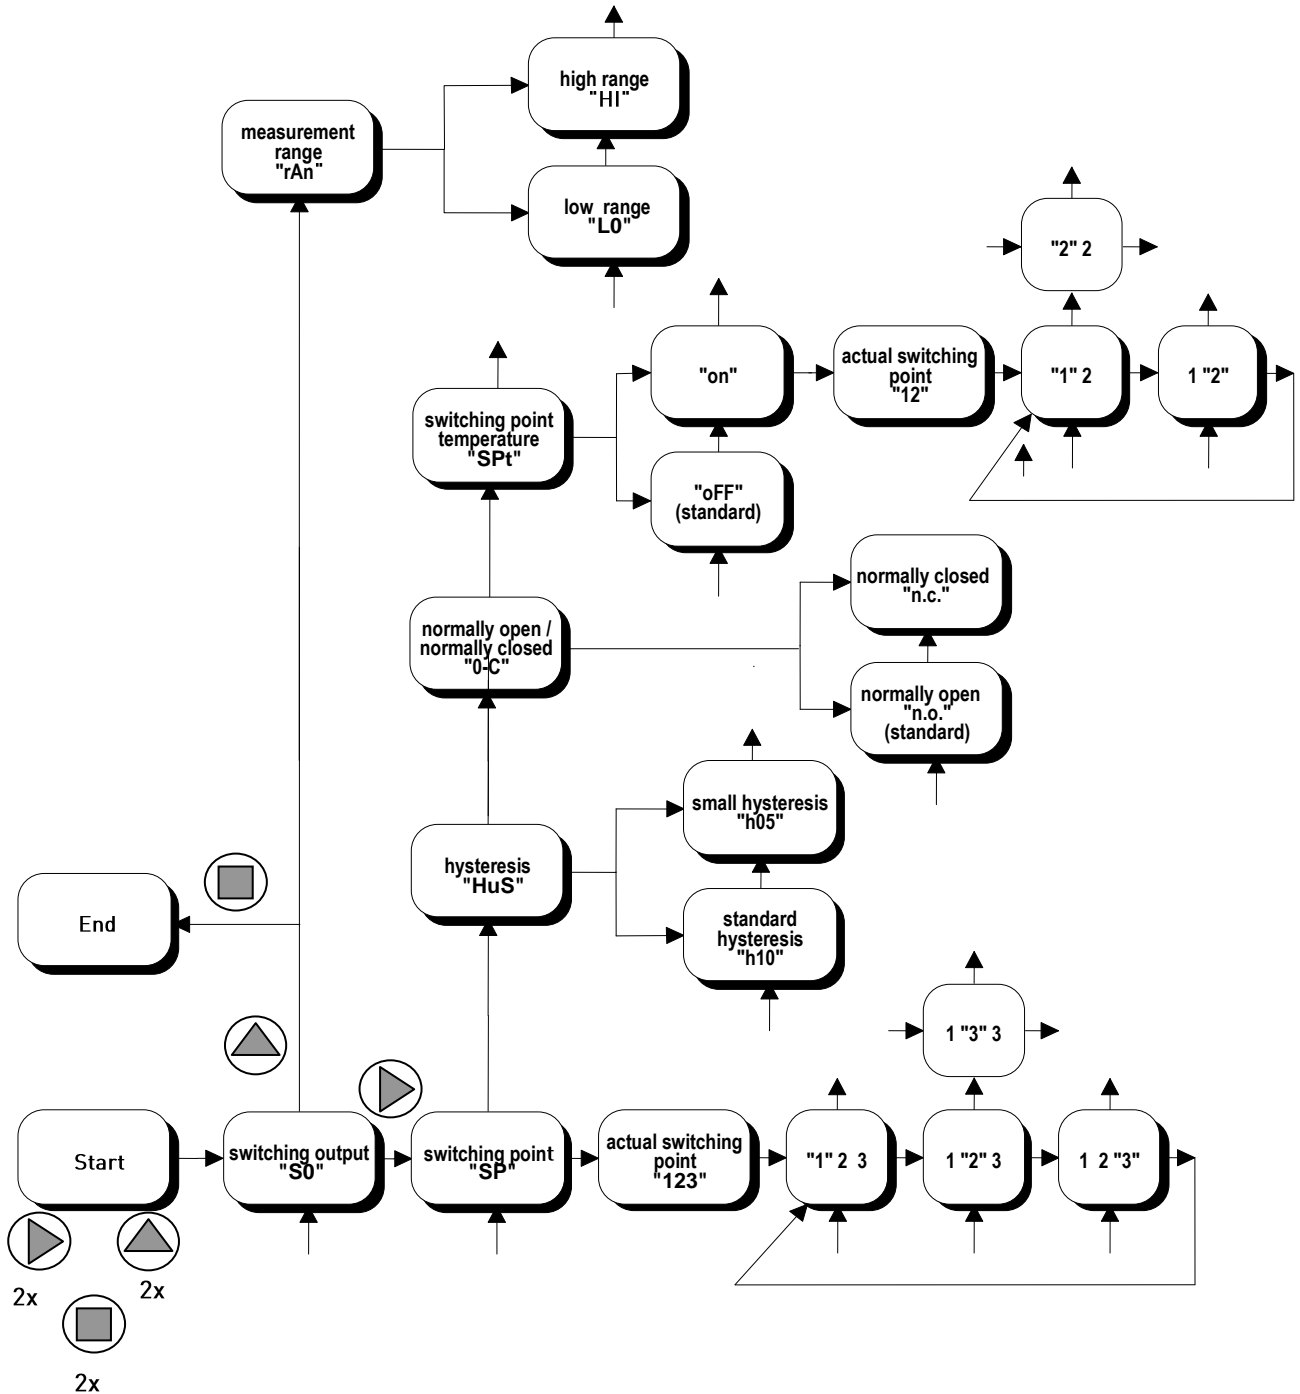 high range
"HI"
measurement
range
"rAn"
low range
"L0"
"2" 2
"on"
actual switching
point
"12"
"1" 2
1 "2"
switching point
temperature
"SPt"
"oFF"
(standard)
normally closed
"n.c."
normally open /
normally closed
"0-C"
normally open
"n.o."
(standard)
small hysteresis
"h05"
hysteresis
"HuS"
standard
hysteresis
"h10"
End
1 "3" 3
Start
switching output
"S0"
switching point
"SP"
actual switching
point
"123"
"1" 2 3
1 "2" 3
1 2 "3"
2x
2x
2x